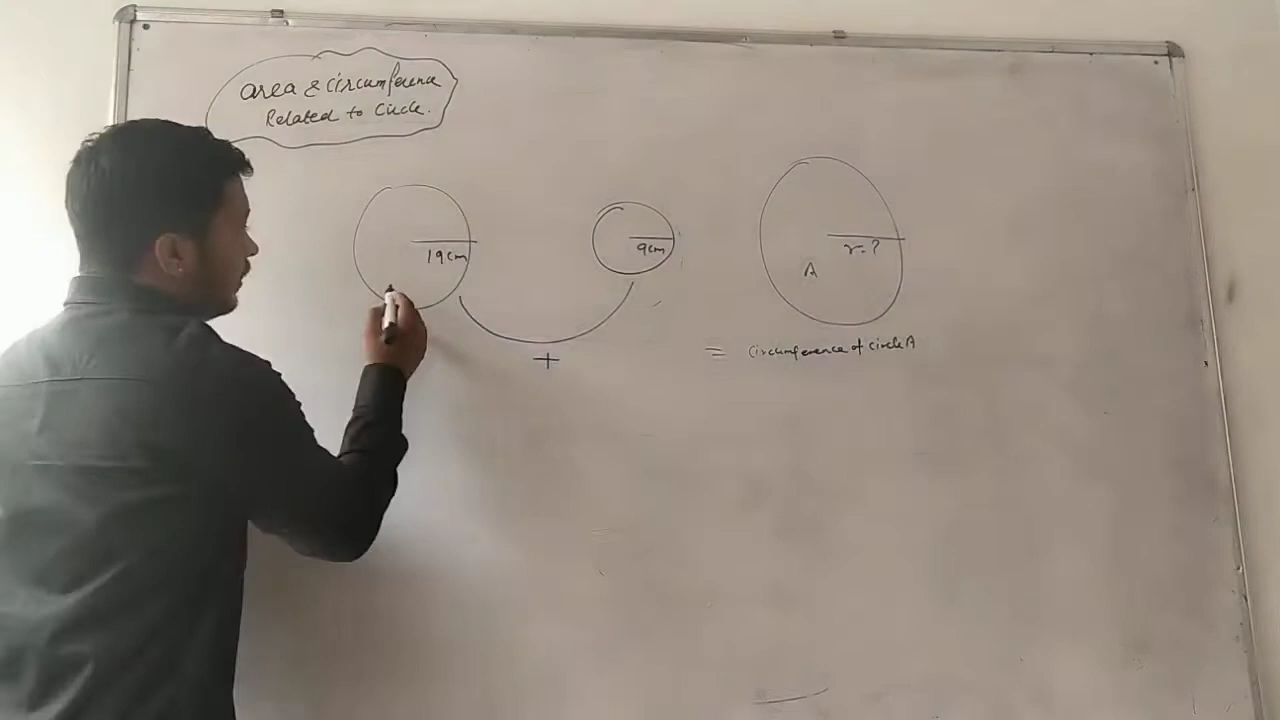 area & circumference
Related to Circle.
19cm
9cm
r=?
A
+
= circumference of circle A